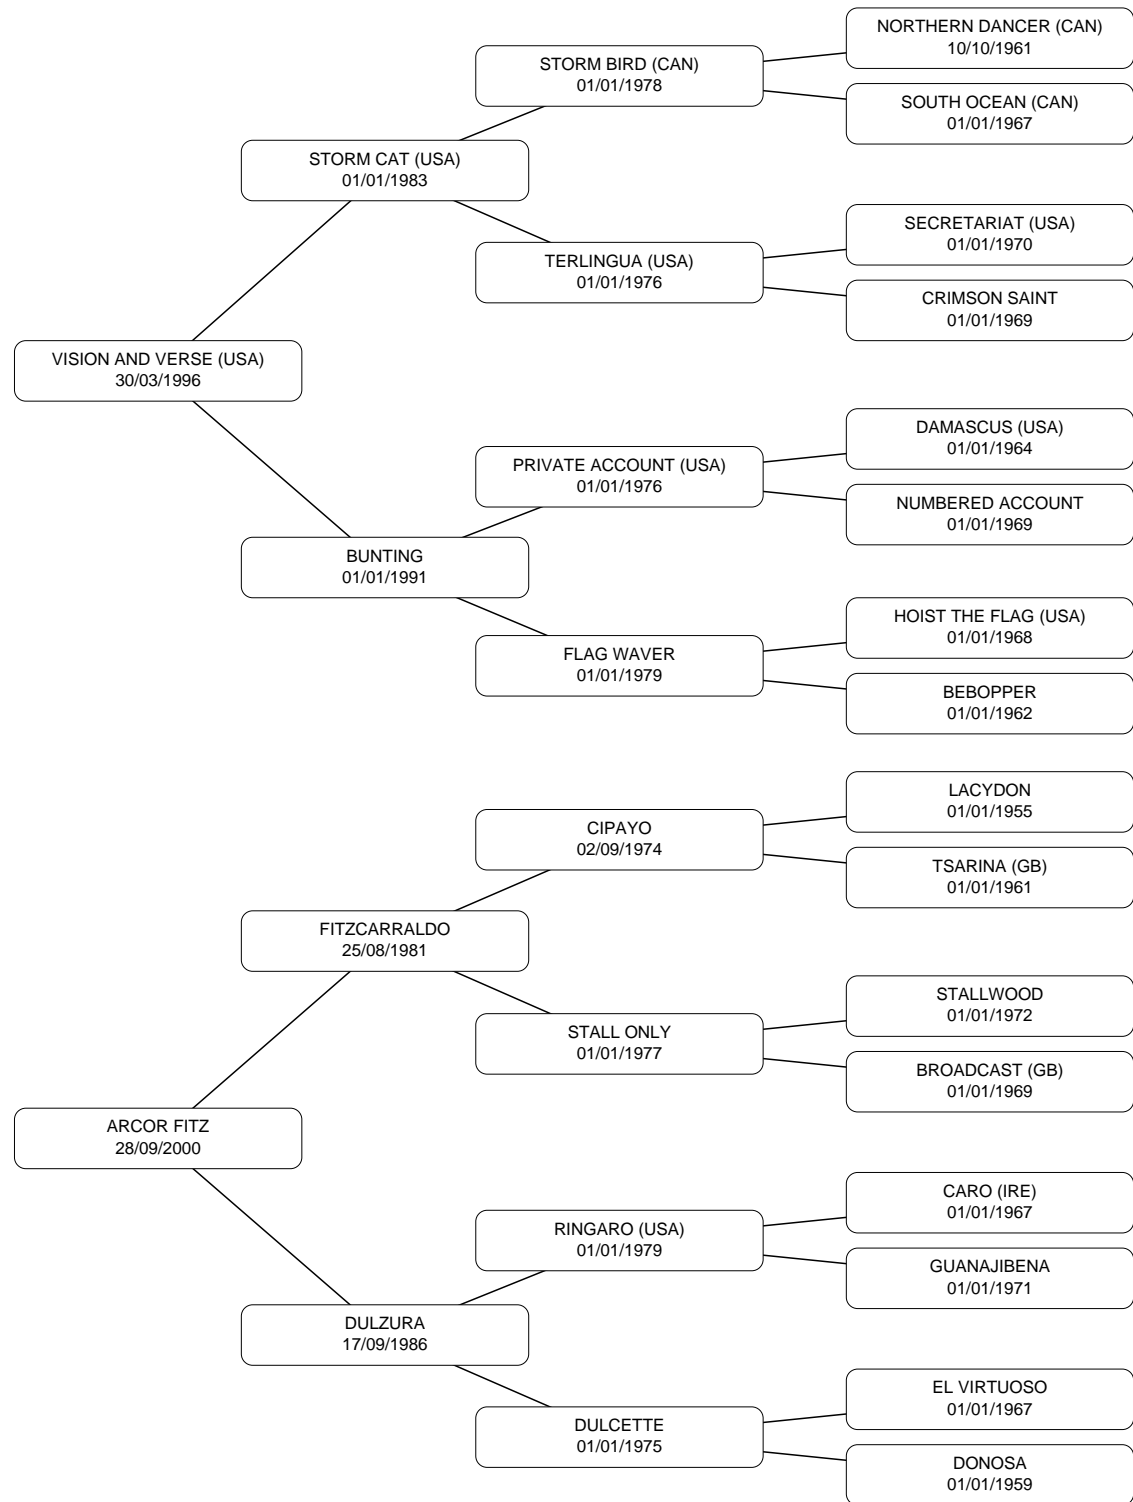 NORTHERN DANCER (CAN)
10/10/1961
STORM BIRD (CAN)
01/01/1978
SOUTH OCEAN (CAN)
01/01/1967
STORM CAT (USA)
01/01/1983
SECRETARIAT (USA)
01/01/1970
TERLINGUA (USA)
01/01/1976
CRIMSON SAINT
01/01/1969
VISION AND VERSE (USA)
30/03/1996
DAMASCUS (USA)
01/01/1964
PRIVATE ACCOUNT (USA)
01/01/1976
NUMBERED ACCOUNT
01/01/1969
BUNTING
01/01/1991
HOIST THE FLAG (USA)
01/01/1968
FLAG WAVER
01/01/1979
BEBOPPER
01/01/1962
LACYDON
01/01/1955
CIPAYO
02/09/1974
TSARINA (GB)
01/01/1961
FITZCARRALDO
25/08/1981
STALLWOOD
01/01/1972
STALL ONLY
01/01/1977
BROADCAST (GB)
01/01/1969
ARCOR FITZ
28/09/2000
CARO (IRE)
01/01/1967
RINGARO (USA)
01/01/1979
GUANAJIBENA
01/01/1971
DULZURA
17/09/1986
EL VIRTUOSO
01/01/1967
DULCETTE
01/01/1975
DONOSA
01/01/1959